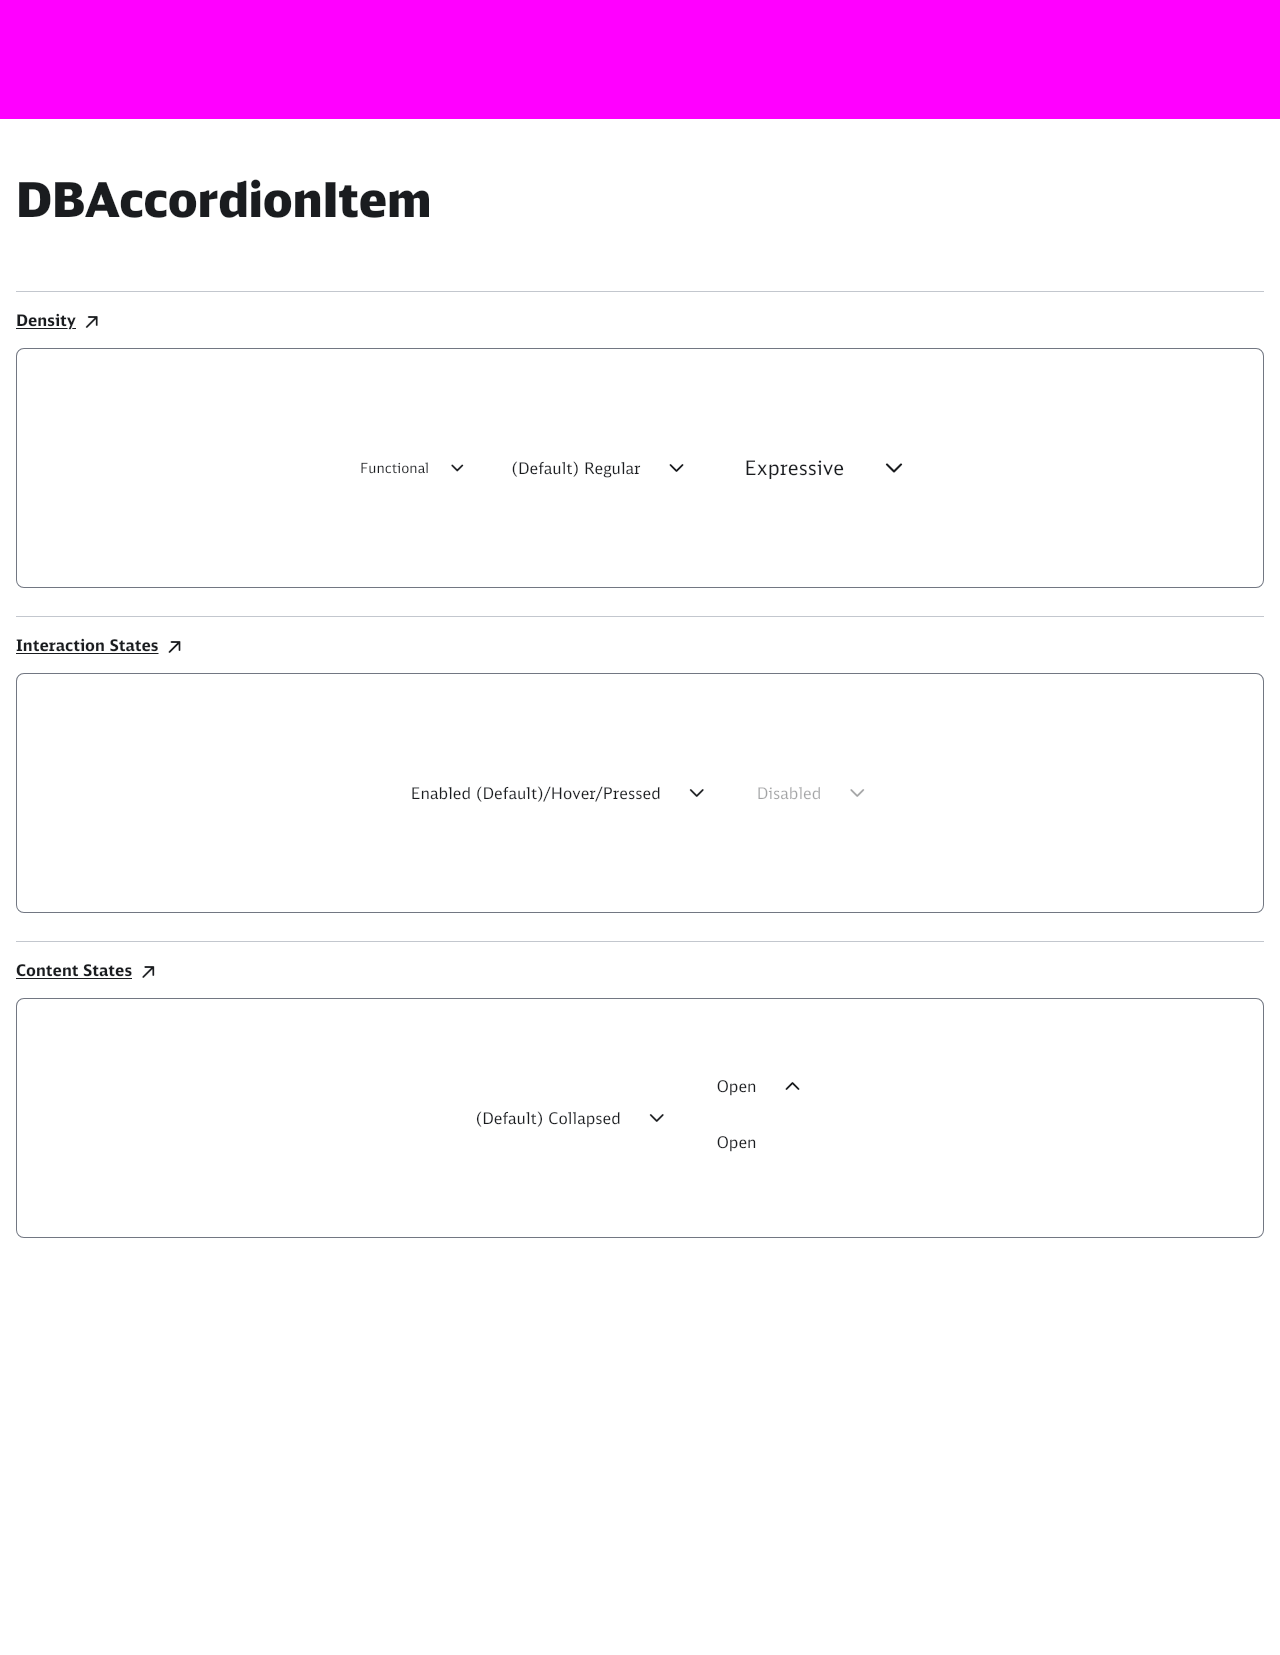 DBAccordionItem
Density
Functional (Default) Regular Expressive
Interaction States
Enabled (Default)/Hover/Pressed Disabled
Content States
(Default) Collapsed
Open
Open